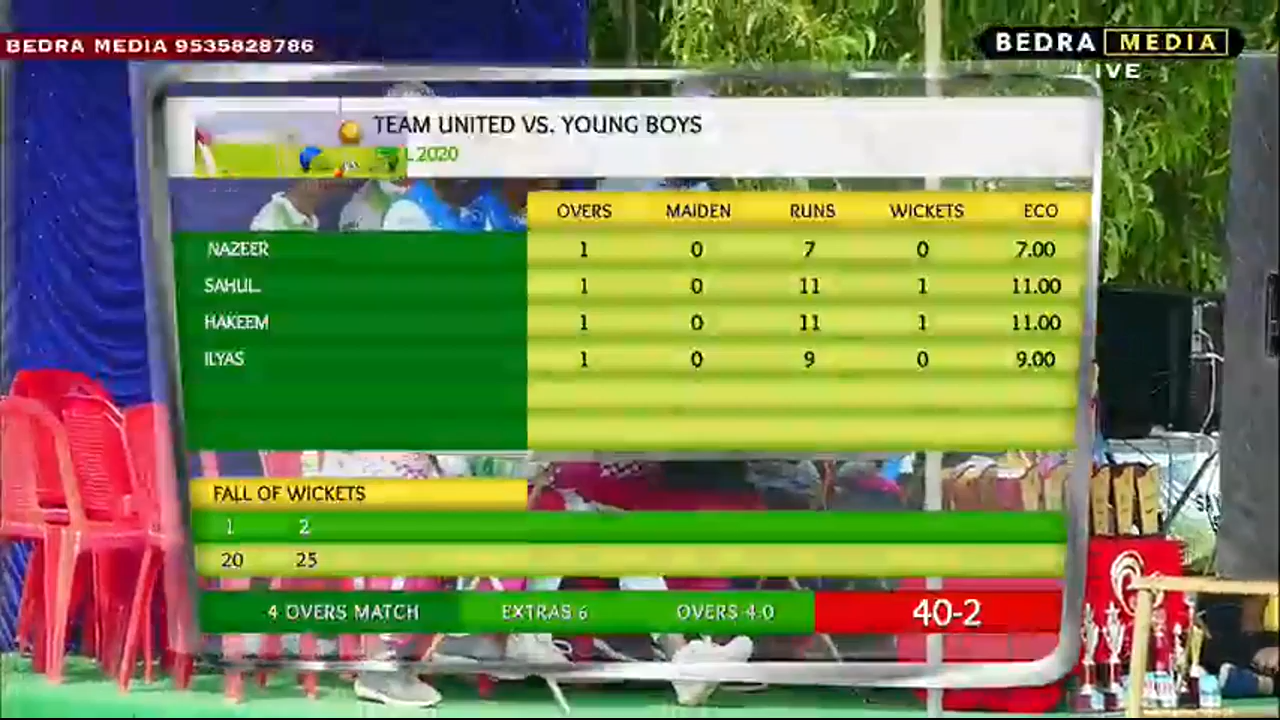 BEDRA MEDIA 9535828786
BEDRA MEDIA
LIVE
TEAM UNITED VS. YOUNG BOYS
2020
OVERS MAIDEN RUNS WICKETS ECO
NAZEER 1 0 7 0 7.00
SAHUL.. 1 0 11 1 11.00
HAKEEM 1 0 11 1 11.00
ILYAS 1 0 9 0 9.00
FALL OF WICKETS
1 2
20 25
4 OVERS MATCH EXTRAS 6 OVERS 4.0 40-2